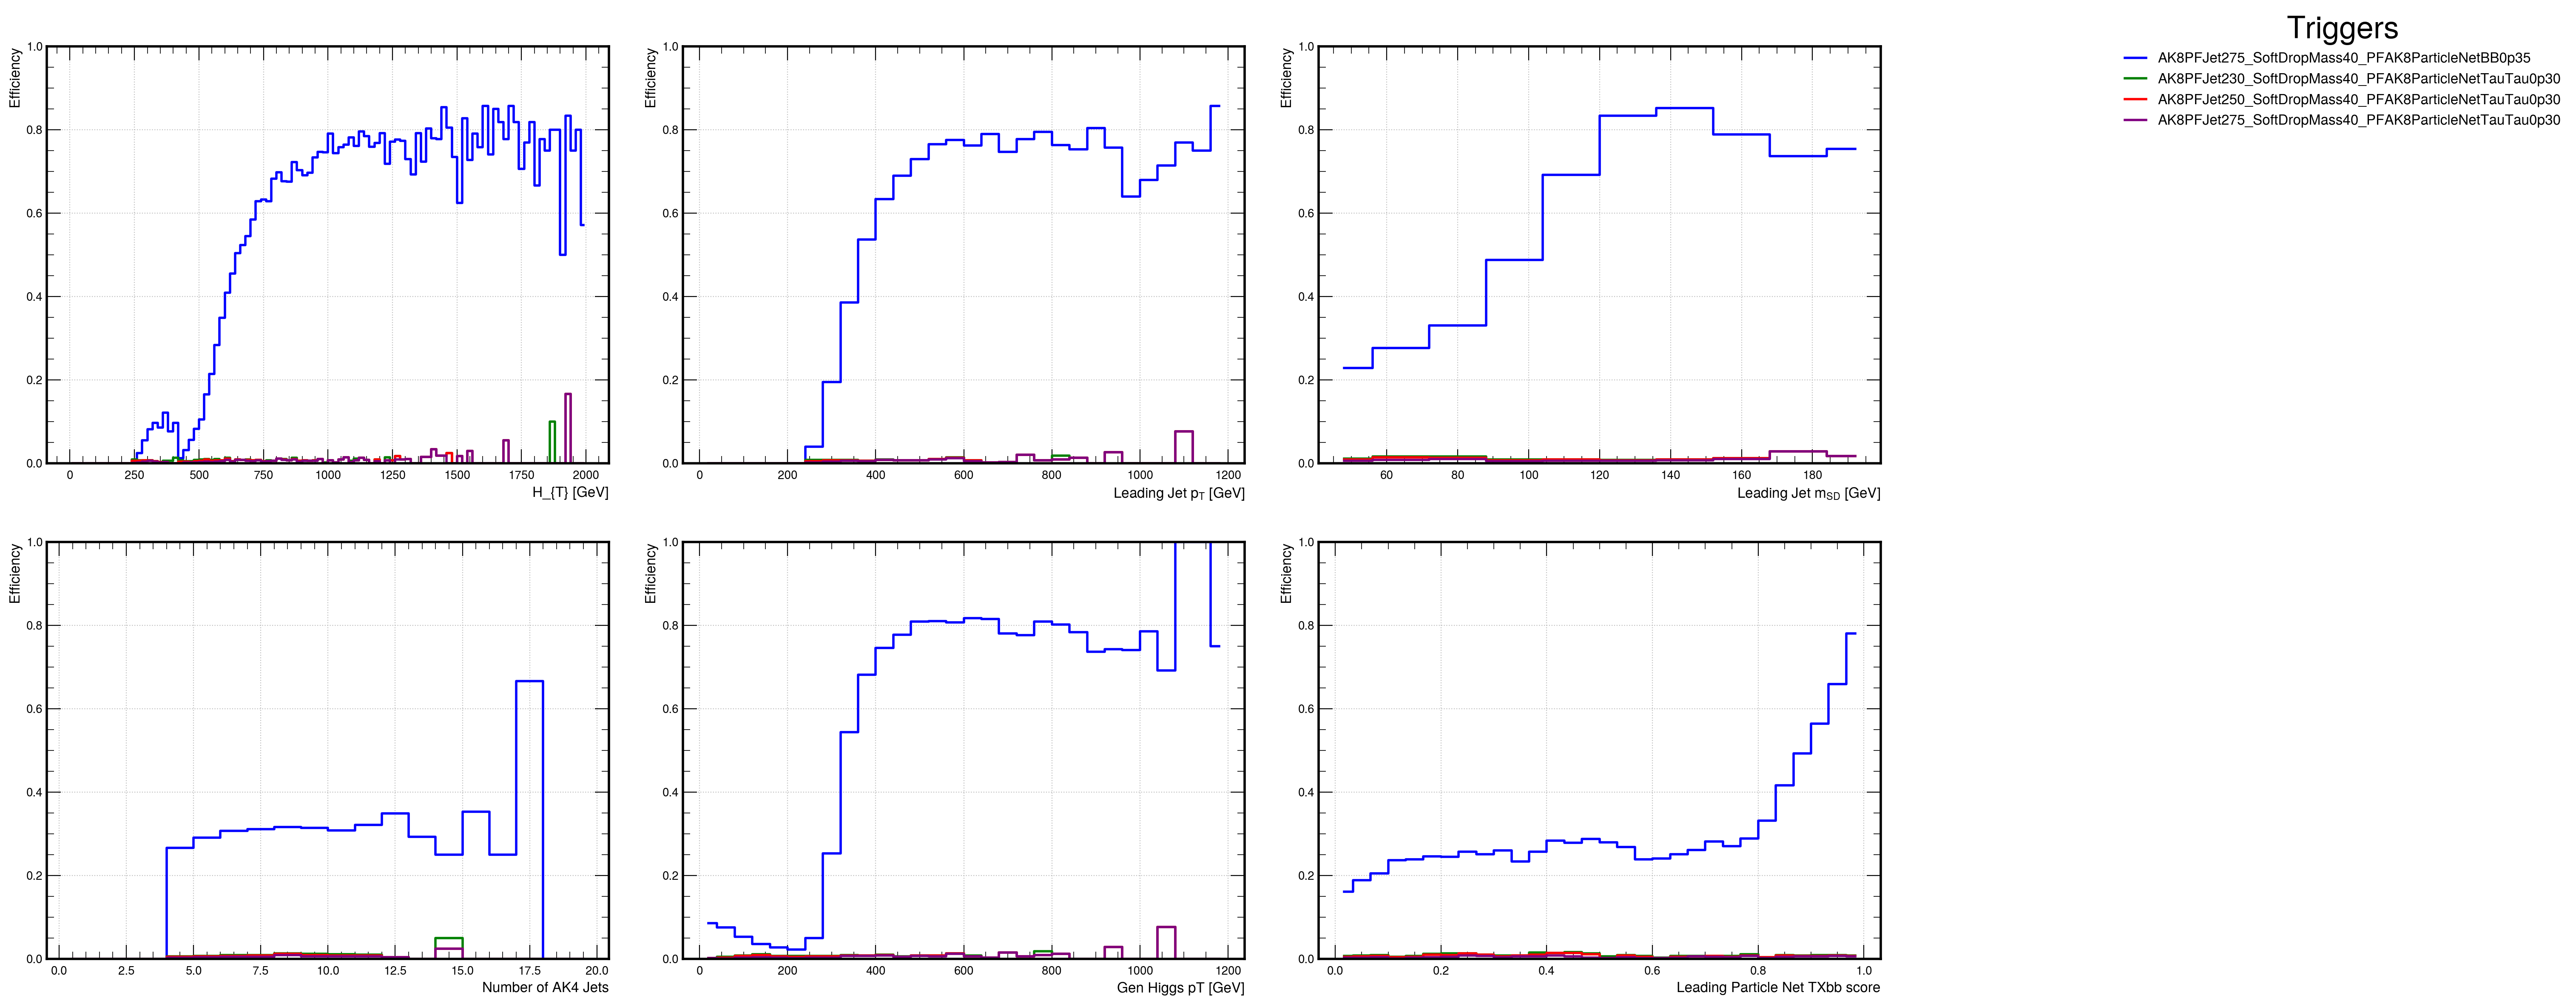 Triggers
AK8PFJet275_SoftDropMass40_PFAK8ParticleNetBB0p35
AK8PFJet230_SoftDropMass40_PFAK8ParticleNetTauTau0p30
AK8PFJet250_SoftDropMass40_PFAK8ParticleNetTauTau0p30
AK8PFJet275_SoftDropMass40_PFAK8ParticleNetTauTau0p30
Efficiency
1.0
0.8
0.6
0.4
0.2
0.0
0 250 500 750 1000 1250 1500 1750 2000
H_{T} [GeV]
Efficiency
1.0
0.8
0.6
0.4
0.2
0.0
0 200 400 600 800 1000 1200
Leading Jet pT [GeV]
Efficiency
1.0
0.8
0.6
0.4
0.2
0.0
60 80 100 120 140 160 180
Leading Jet mSD [GeV]
Efficiency
1.0
0.8
0.6
0.4
0.2
0.0
0.0 2.5 5.0 7.5 10.0 12.5 15.0 17.5 20.0
Number of AK4 Jets
Efficiency
1.0
0.8
0.6
0.4
0.2
0.0
0 200 400 600 800 1000 1200
Gen Higgs pT [GeV]
Efficiency
1.0
0.8
0.6
0.4
0.2
0.0
0.0 0.2 0.4 0.6 0.8 1.0
Leading Particle Net TXbb score